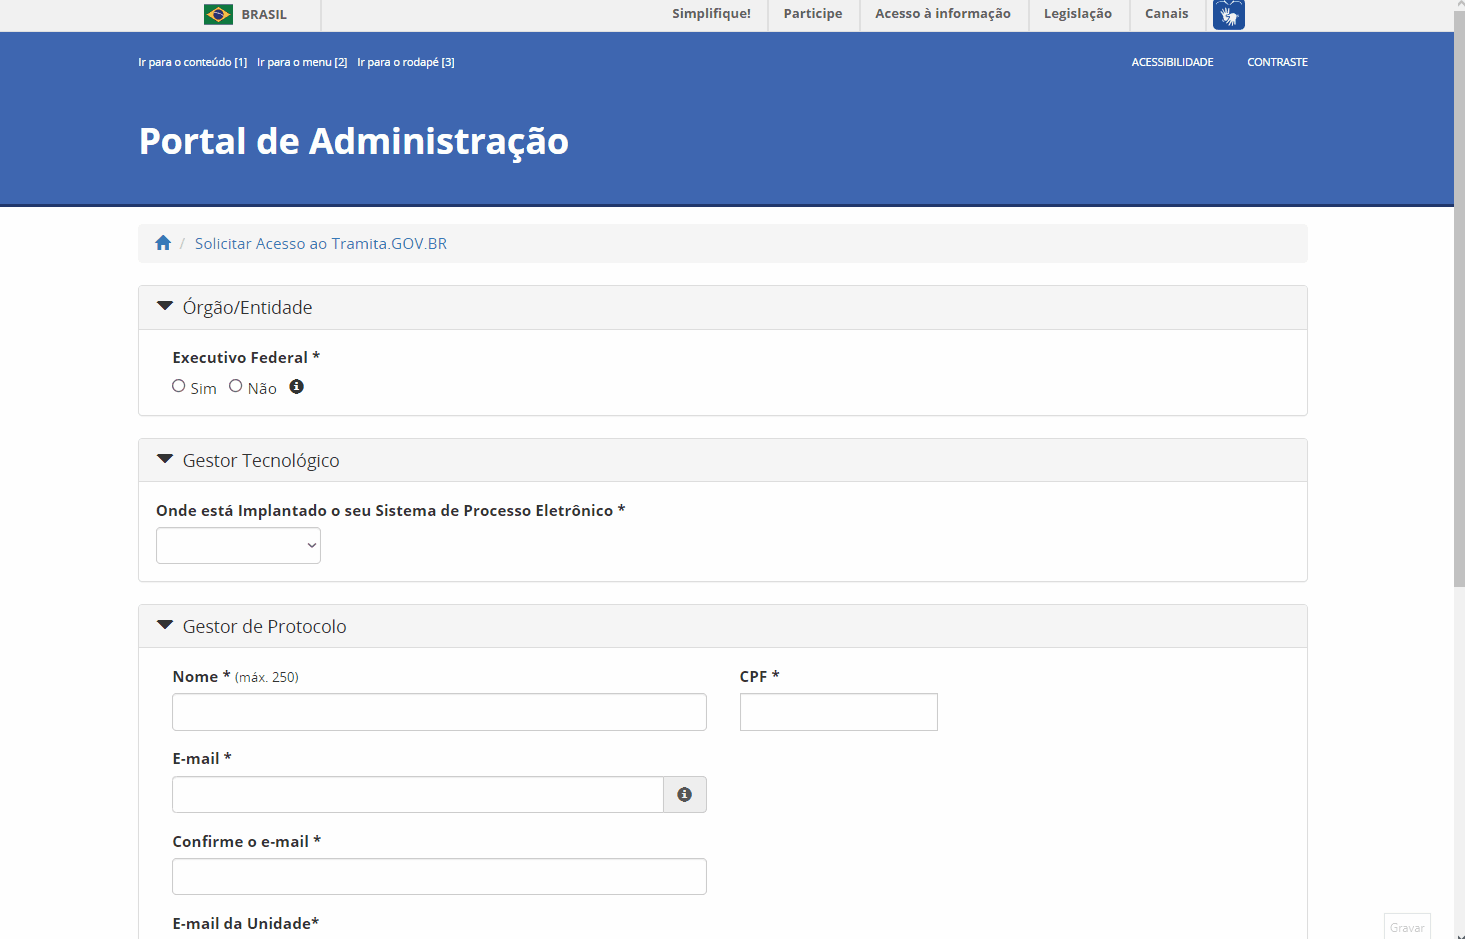 BRASIL Simplifique! Participe Acesso à informação Legislação Canais
Ir para o conteúdo [1] Ir para o menu [2] Ir para o rodapé [3] ACESSIBILIDADE CONTRASTE
Portal de Administração
/ Solicitar Acesso ao Tramita.GOV.BR
Órgão/Entidade
Executivo Federal *
Sim Não
Gestor Tecnológico
Onde está Implantado o seu Sistema de Processo Eletrônico *
Gestor de Protocolo
Nome * (máx. 250) CPF *
E-mail *
Confirme o e-mail *
E-mail da Unidade*
Gravar